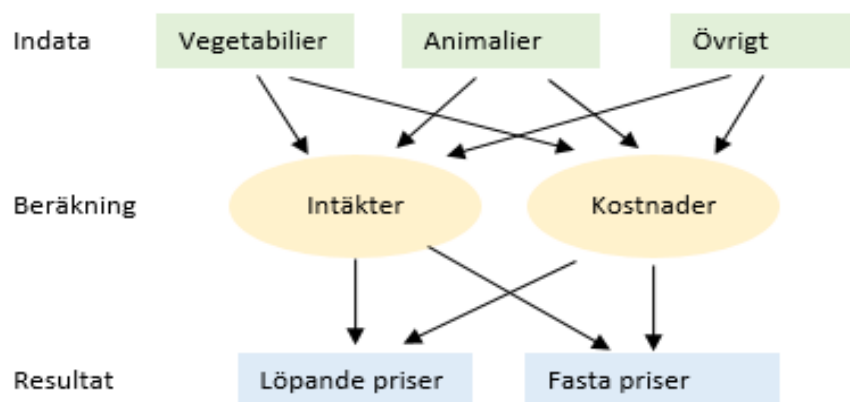 Indata Vegetabilier Animalier Övrigt
Beräkning Intäkter Kostnader
Resultat Löpande priser Fasta priser